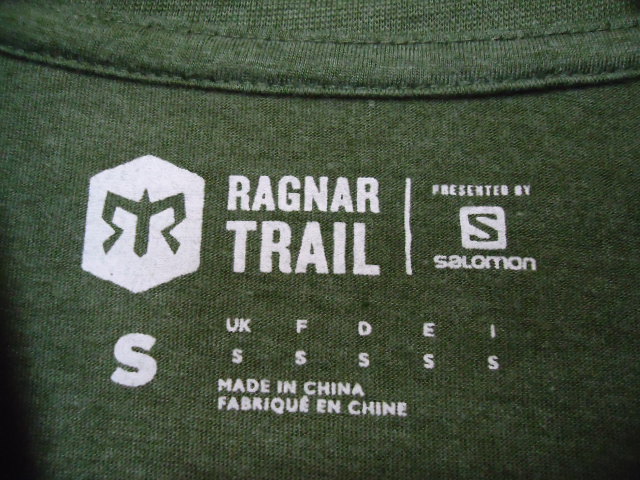 RAGNAR
TRAIL
PRESENTED BY
S
SALOMON
S
UK F D E I
S S S S S
MADE IN CHINA
FABRIQUÉ EN CHINE